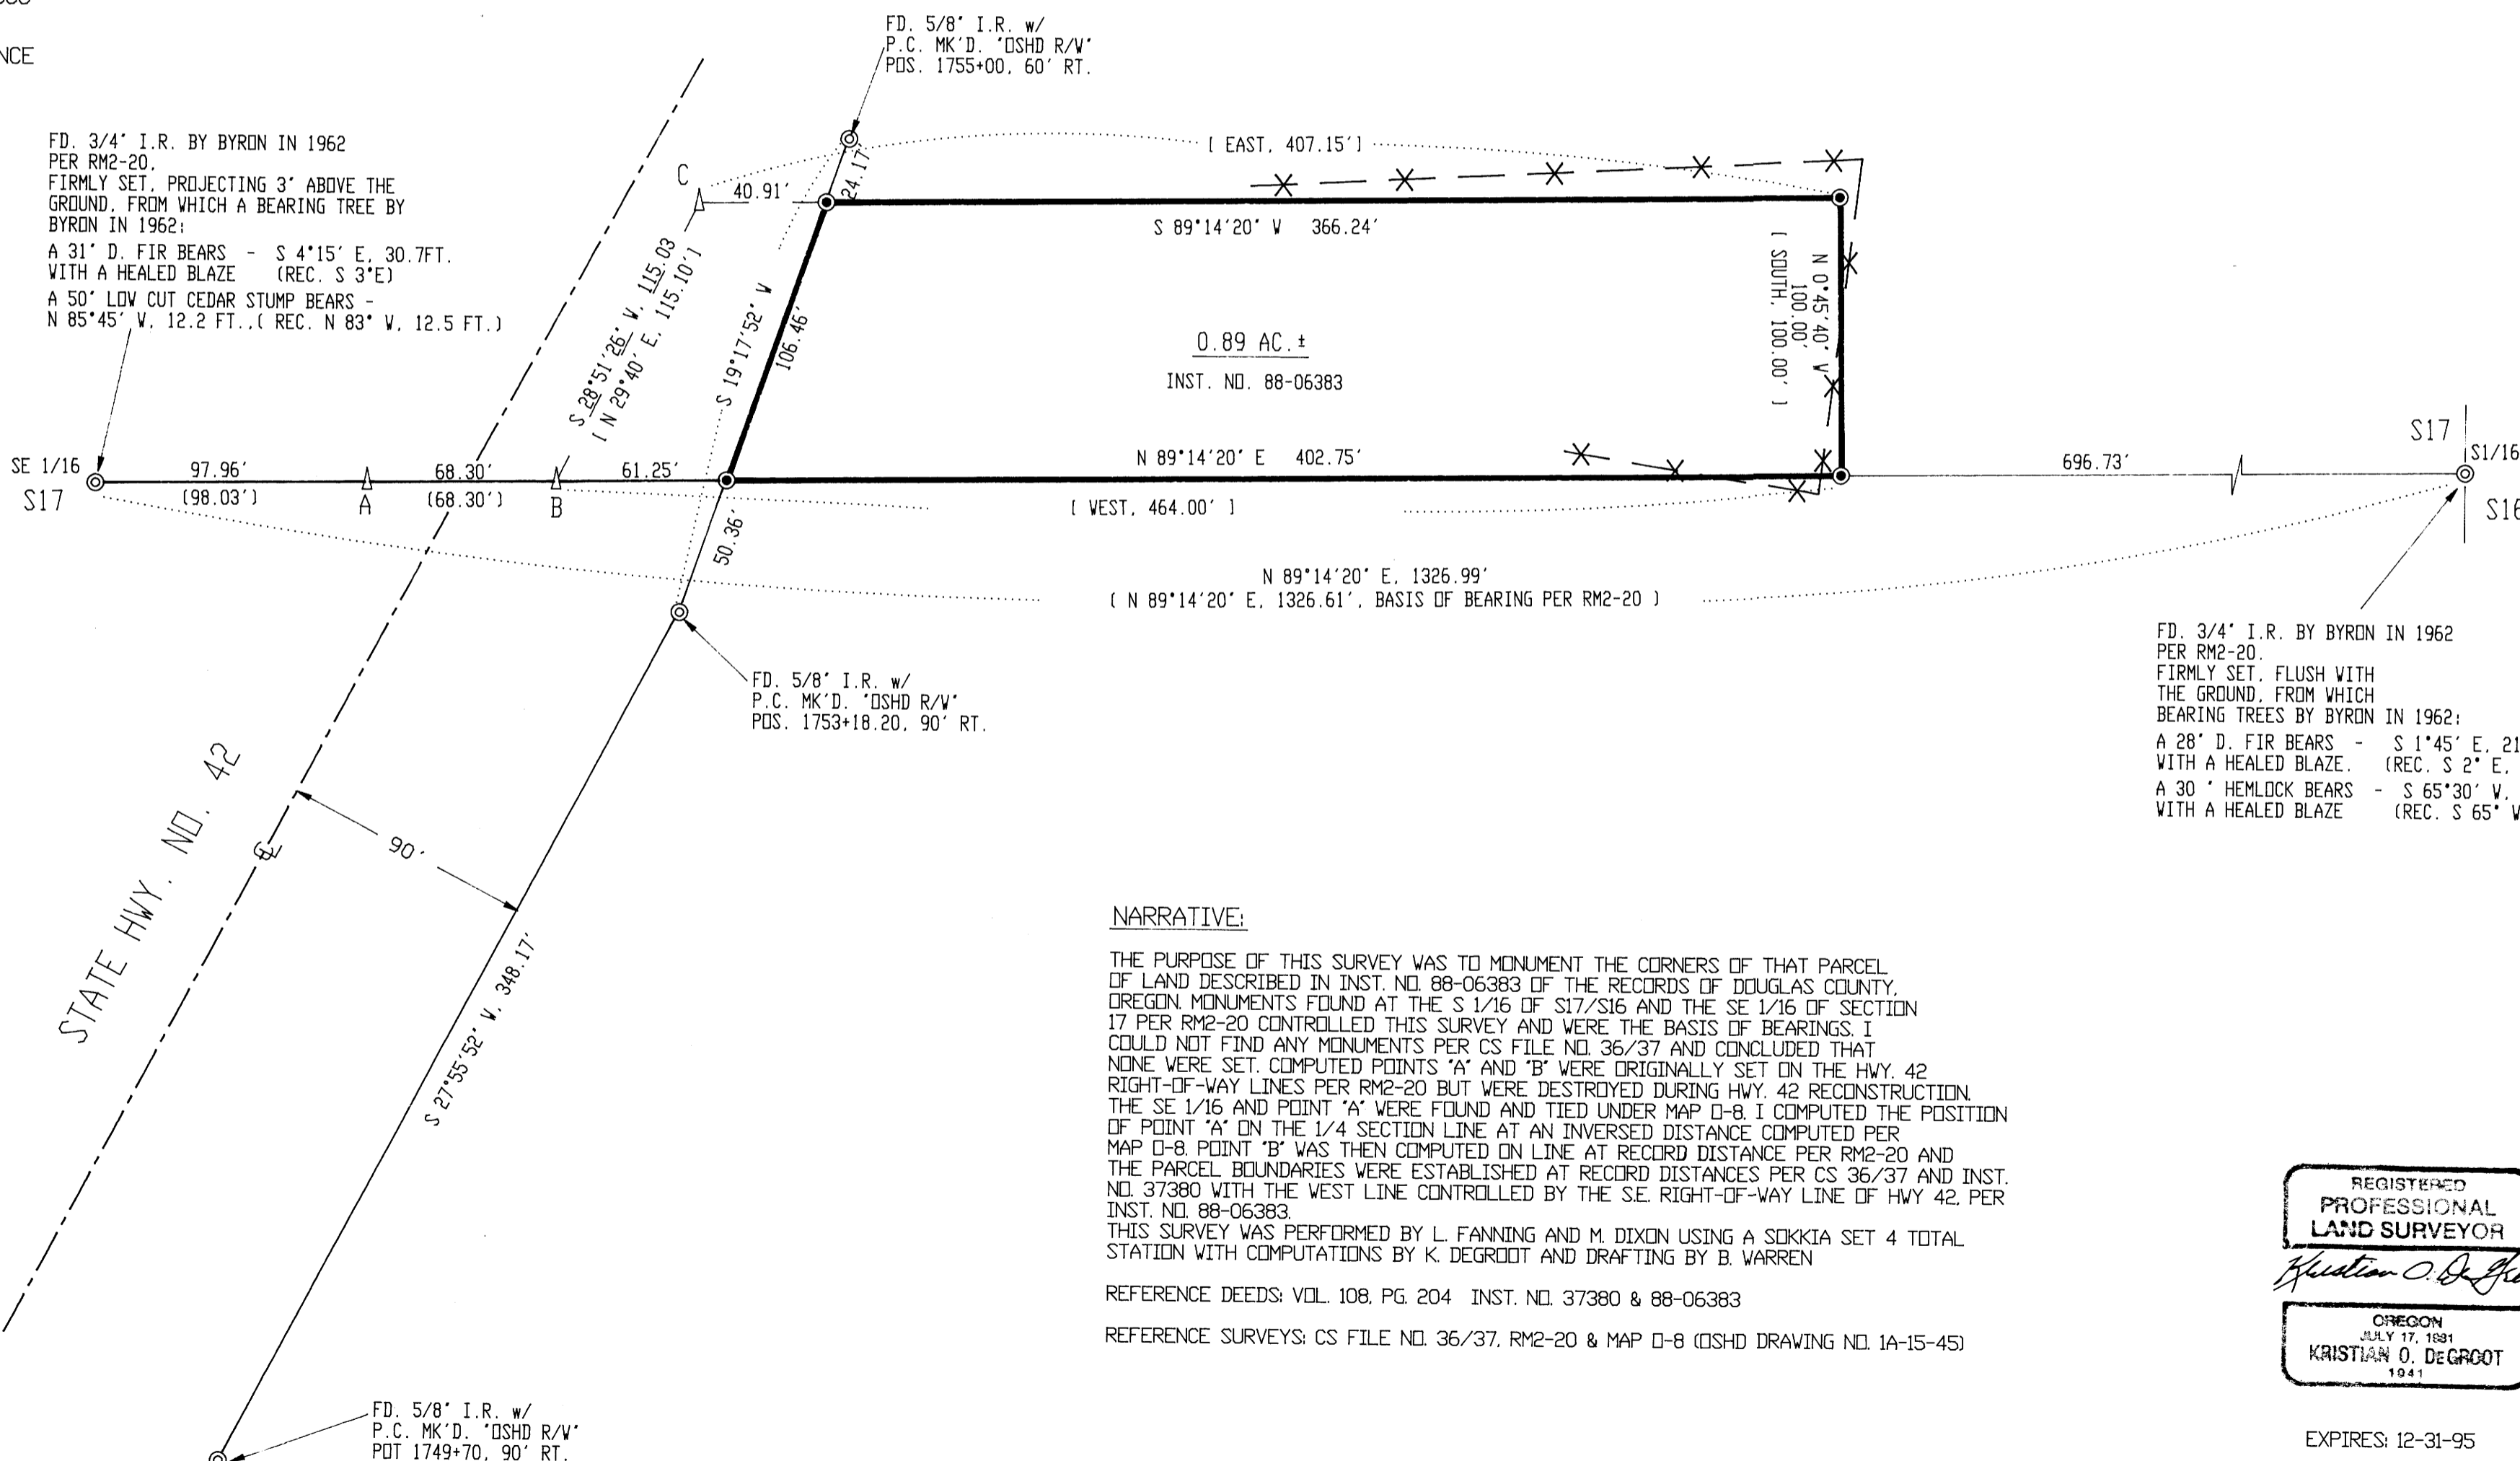 NCE
FD. 5/8" I.R. w/
P.C. MK'D. "OSHD R/W"
POS. 1755+00, 60' RT.
FD. 3/4" I.R. BY BYRON IN 1962
PER RM2-20,
FIRMLY SET, PROJECTING 3" ABOVE THE
GROUND, FROM WHICH A BEARING TREE BY
BYRON IN 1962:
A 31" D. FIR BEARS - S 4°15' E, 30.7FT.
WITH A HEALED BLAZE (REC. S 3°E)
A 50" LOW CUT CEDAR STUMP BEARS -
N 85°45' W, 12.2 FT.,( REC. N 83° W, 12.5 FT.)
[ EAST, 407.15']
C
40.91'
24.17'
S 89°14'20" W 366.24'
S 28°51'26" W, 115.03
[ N 29°40' E, 115.10']
S 19°17'52" W
106.46'
N 0°45'40" W
100.00'
[ SOUTH, 100.00' ]
0.89 AC.±
INST. NO. 88-06383
SE 1/16
S17
97.96'
(98.03')
A
68.30'
(68.30')
B
61.25'
N 89°14'20" E 402.75'
[ WEST, 464.00' ]
696.73'
S17
S1/16
S16
50.36'
N 89°14'20" E, 1326.99'
( N 89°14'20" E, 1326.61', BASIS OF BEARING PER RM2-20 )
FD. 5/8" I.R. w/
P.C. MK'D. "OSHD R/W"
POS. 1753+18.20, 90' RT.
FD. 3/4" I.R. BY BYRON IN 1962
PER RM2-20.
FIRMLY SET, FLUSH WITH
THE GROUND, FROM WHICH
BEARING TREES BY BYRON IN 1962:
A 28" D. FIR BEARS - S 1°45' E, 21
WITH A HEALED BLAZE. (REC. S 2° E,
A 30 " HEMLOCK BEARS - S 65°30' W,
WITH A HEALED BLAZE (REC. S 65° W
STATE HWY. NO. 42
90'
S 27°55'52" W, 348.17'
NARRATIVE:
THE PURPOSE OF THIS SURVEY WAS TO MONUMENT THE CORNERS OF THAT PARCEL
OF LAND DESCRIBED IN INST. NO. 88-06383 OF THE RECORDS OF DOUGLAS COUNTY,
OREGON. MONUMENTS FOUND AT THE S 1/16 OF S17/S16 AND THE SE 1/16 OF SECTION
17 PER RM2-20 CONTROLLED THIS SURVEY AND WERE THE BASIS OF BEARINGS. I
COULD NOT FIND ANY MONUMENTS PER CS FILE NO. 36/37 AND CONCLUDED THAT
NONE WERE SET. COMPUTED POINTS "A" AND "B" WERE ORIGINALLY SET ON THE HWY. 42
RIGHT-OF-WAY LINES PER RM2-20 BUT WERE DESTROYED DURING HWY. 42 RECONSTRUCTION.
THE SE 1/16 AND POINT "A" WERE FOUND AND TIED UNDER MAP O-8. I COMPUTED THE POSITION
OF POINT "A" ON THE 1/4 SECTION LINE AT AN INVERSED DISTANCE COMPUTED PER
MAP O-8. POINT "B" WAS THEN COMPUTED ON LINE AT RECORD DISTANCE PER RM2-20 AND
THE PARCEL BOUNDARIES WERE ESTABLISHED AT RECORD DISTANCES PER CS 36/37 AND INST.
NO. 37380 WITH THE WEST LINE CONTROLLED BY THE S.E. RIGHT-OF-WAY LINE OF HWY 42, PER
INST. NO. 88-06383.
THIS SURVEY WAS PERFORMED BY L. FANNING AND M. DIXON USING A SOKKIA SET 4 TOTAL
STATION WITH COMPUTATIONS BY K. DEGROOT AND DRAFTING BY B. WARREN
REFERENCE DEEDS: VOL. 108, PG. 204 INST. NO. 37380 & 88-06383
REFERENCE SURVEYS: CS FILE NO. 36/37, RM2-20 & MAP O-8 (OSHD DRAWING NO. 1A-15-45)
FD. 5/8" I.R. w/
P.C. MK'D. "OSHD R/W"
POT 1749+70, 90' RT.
REGISTERED
PROFESSIONAL
LAND SURVEYOR
Kristian O. DeGro
OREGON
JULY 17, 1981
KRISTIAN O. DeGROOT
1941
EXPIRES: 12-31-95